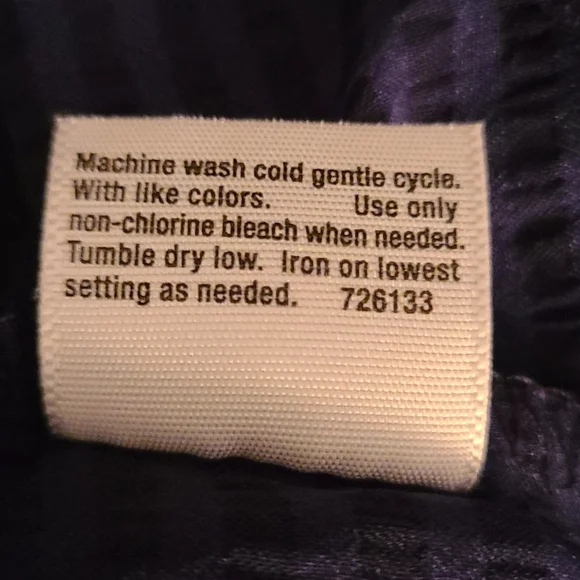 Machine wash cold gentle cycle.
With like colors. Use only
non-chlorine bleach when needed.
Tumble dry low. Iron on lowest
setting as needed. 726133